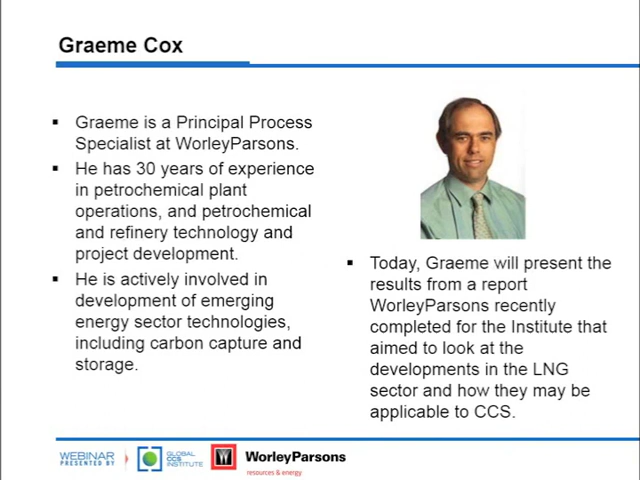 Graeme Cox
▪ Graeme is a Principal Process
Specialist at WorleyParsons.
▪ He has 30 years of experience
in petrochemical plant
operations, and petrochemical
and refinery technology and
project development.
▪ He is actively involved in
development of emerging
energy sector technologies,
including carbon capture and
storage.
▪ Today, Graeme will present the
results from a report
WorleyParsons recently
completed for the Institute that
aimed to look at the
developments in the LNG
sector and how they may be
applicable to CCS.
WEBINAR
PRESENTED BY
GLOBAL
CCS
INSTITUTE
WorleyParsons
resources & energy